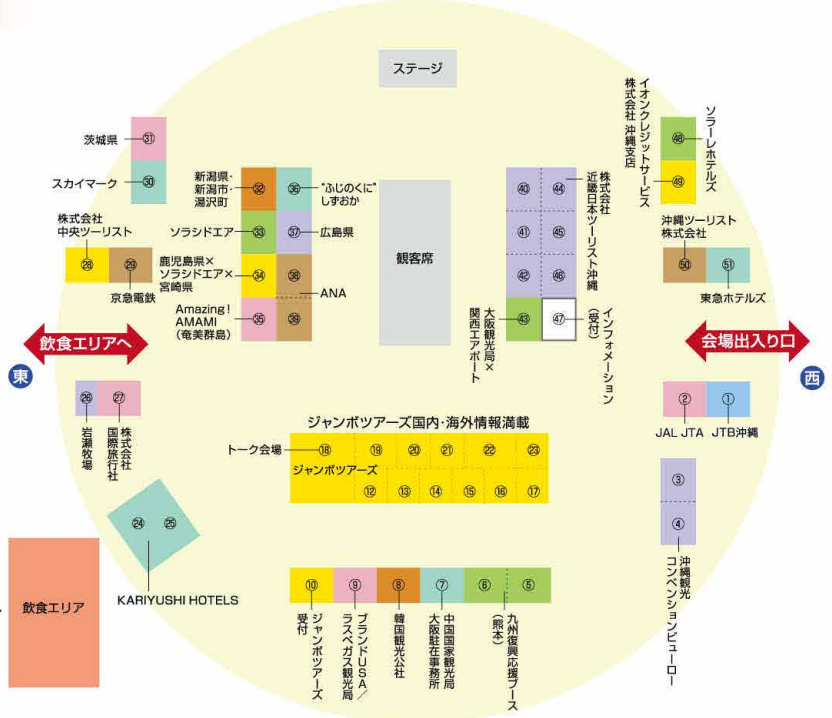 ステージ
茨城県
㉛
スカイマーク
㉚
株式会社
中央ツーリスト
㉘
㉙
京急電鉄
新潟県・
新潟市・
湯沢町
㉜
㊱
"ふじのくに"
しずおか
ソラシドエア
㉝
㊲
広島県
鹿児島県×
ソラシドエア×
宮崎県
㉞
㊳
ANA
Amazing!
AMAMI
(奄美群島)
㉟
㊴
観客席
㊵
㊹
株式会社
近畿日本ツーリスト沖縄
㊶
㊺
㊷
㊻
㊸
㊼
大阪観光局×
関西エアポート
インフォメーション
(受付)
イオンクレジットサービス
株式会社 沖縄支店
ソラーレホテルズ
㊽
㊾
沖縄ツーリスト
株式会社
㊿
51
東急ホテルズ
飲食エリアへ
東
会場出入り口
西
㉖
㉗
岩瀬牧場
株式会社
国際旅行社
②
①
JAL JTA
JTB沖縄
③
④
沖縄観光
コンベンションビューロー
ジャンボツアーズ国内・海外情報満載
トーク会場
⑱
⑲
⑳
㉑
㉒
㉓
ジャンボツアーズ
⑫
⑬
⑭
⑮
⑯
⑰
㉔
㉕
KARIYUSHI HOTELS
飲食エリア
⑩
⑨
⑧
⑦
⑥
⑤
ジャンボツアーズ
受付
ブランドUSA/
ラスベガス観光局
韓国観光公社
中国国家観光局
大阪駐在事務所
九州復興応援ブース
(熊本)